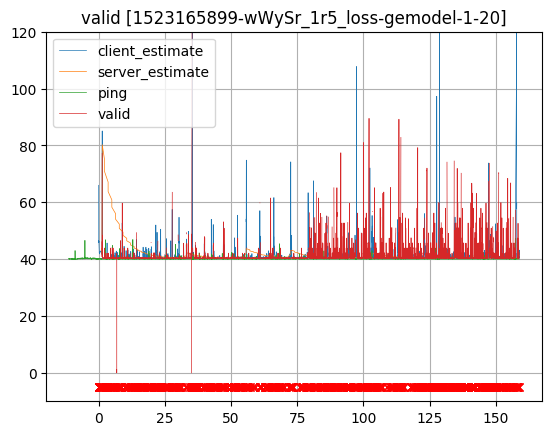 valid [1523165899-wWySr_1r5_loss-gemodel-1-20]
client_estimate
server_estimate
ping
valid
120
100
80
60
40
20
0
0
25
50
75
100
125
150